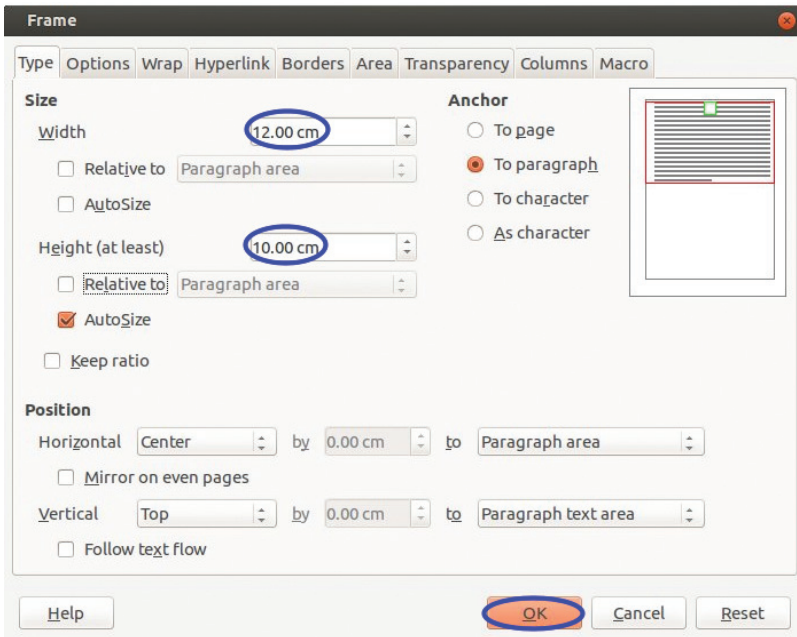 Frame
Type Options Wrap Hyperlink Borders Area Transparency Columns Macro
Size
Width 12.00 cm
Relative to Paragraph area
AutoSize
Height (at least) 10.00 cm
Relative to Paragraph area
AutoSize
Keep ratio
Anchor
To page
To paragraph
To character
As character
Position
Horizontal Center by 0.00 cm to Paragraph area
Mirror on even pages
Vertical Top by 0.00 cm to Paragraph text area
Follow text flow
Help OK Cancel Reset